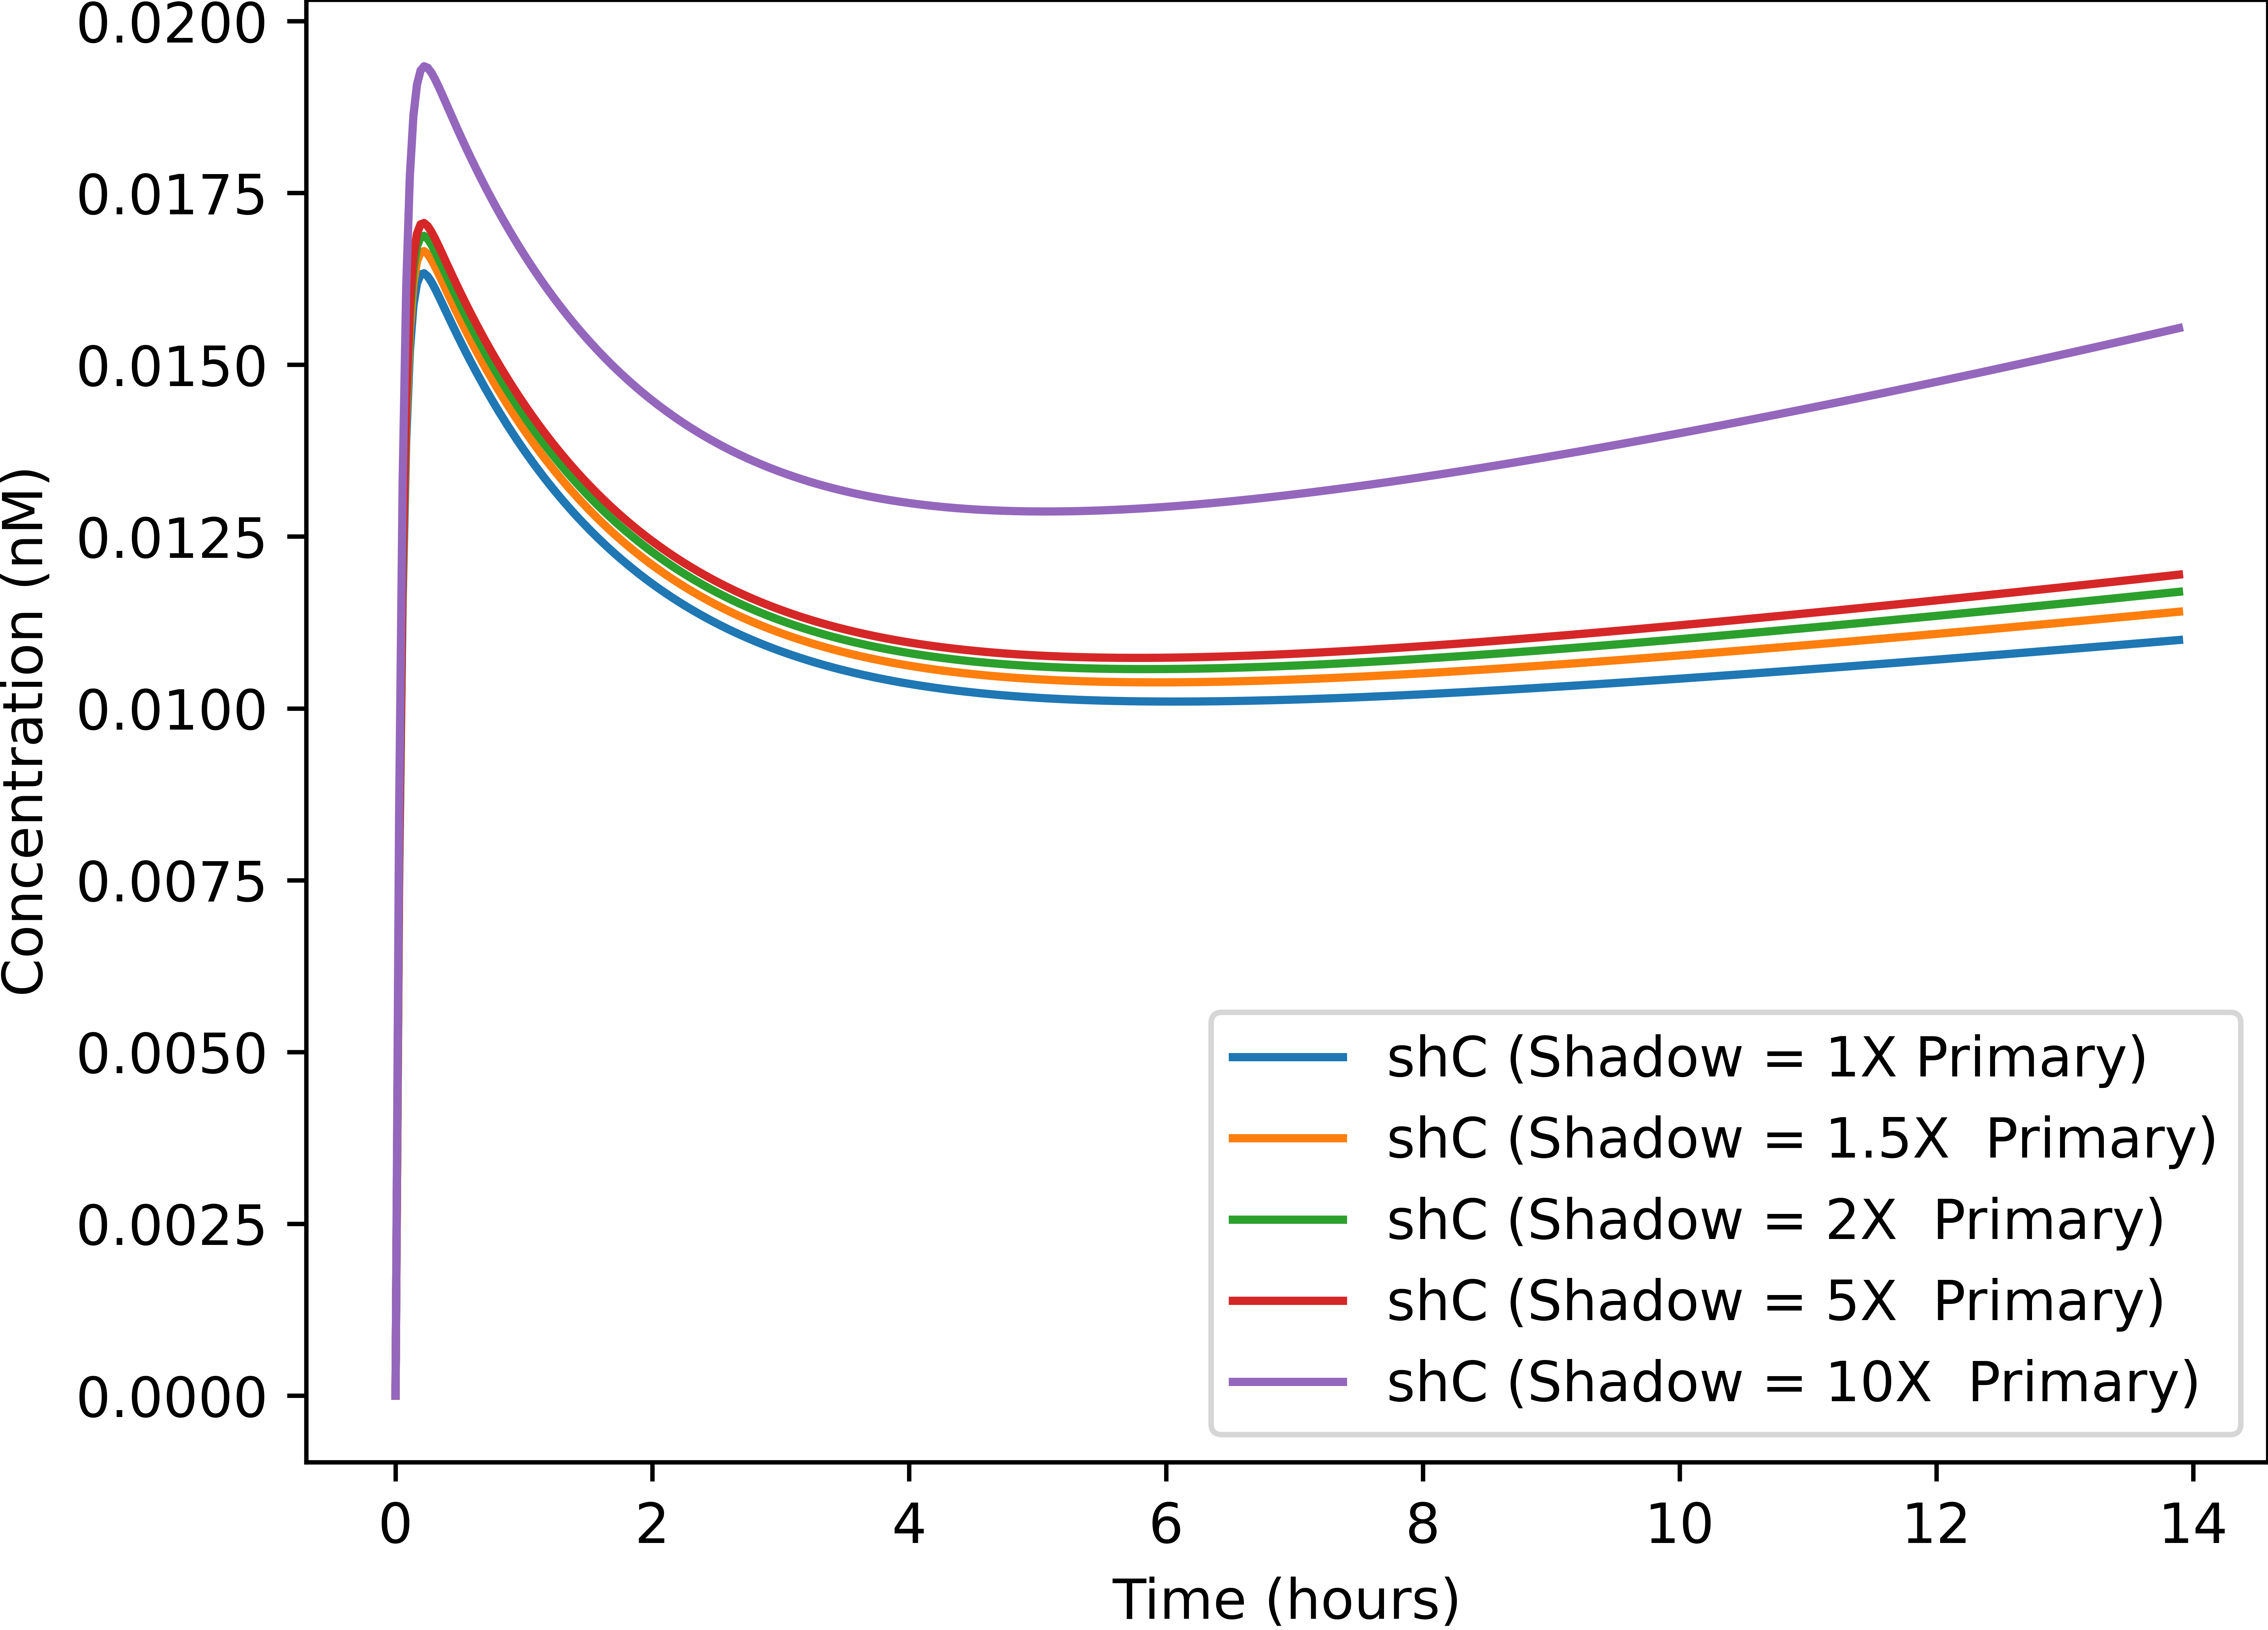 0.0200
0.0175
0.0150
0.0125
0.0100
0.0075
0.0050
0.0025
0.0000
Concentration (nM)
shC (Shadow = 1X Primary)
shC (Shadow = 1.5X  Primary)
shC (Shadow = 2X  Primary)
shC (Shadow = 5X  Primary)
shC (Shadow = 10X  Primary)
0 2 4 6 8 10 12 14
Time (hours)